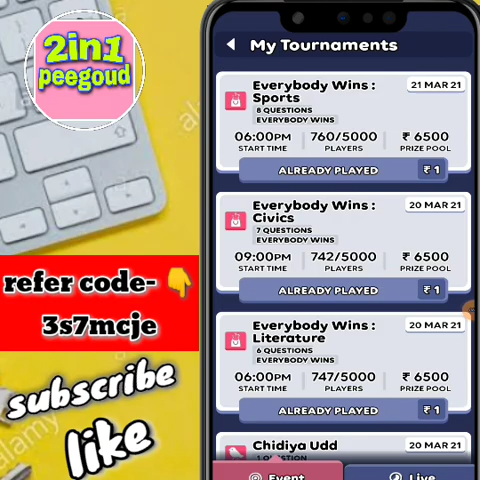 2in1
peegoud
refer code- 👇
3s7mcje
subscribe
like
alamy
My Tournaments
Everybody Wins :
Sports
21 MAR 21
8 QUESTIONS
EVERYBODY WINS
06:00PM 760/5000 ₹ 6500
START TIME PLAYERS PRIZE POOL
ALREADY PLAYED ₹ 1
Everybody Wins :
Civics
20 MAR 21
7 QUESTIONS
EVERYBODY WINS
09:00PM 742/5000 ₹ 6500
START TIME PLAYERS PRIZE POOL
ALREADY PLAYED ₹ 1
Everybody Wins :
Literature
20 MAR 21
6 QUESTIONS
EVERYBODY WINS
06:00PM 747/5000 ₹ 6500
START TIME PLAYERS PRIZE POOL
ALREADY PLAYED ₹ 1
Chidiya Udd
20 MAR 21
1 QUESTION
Event Live